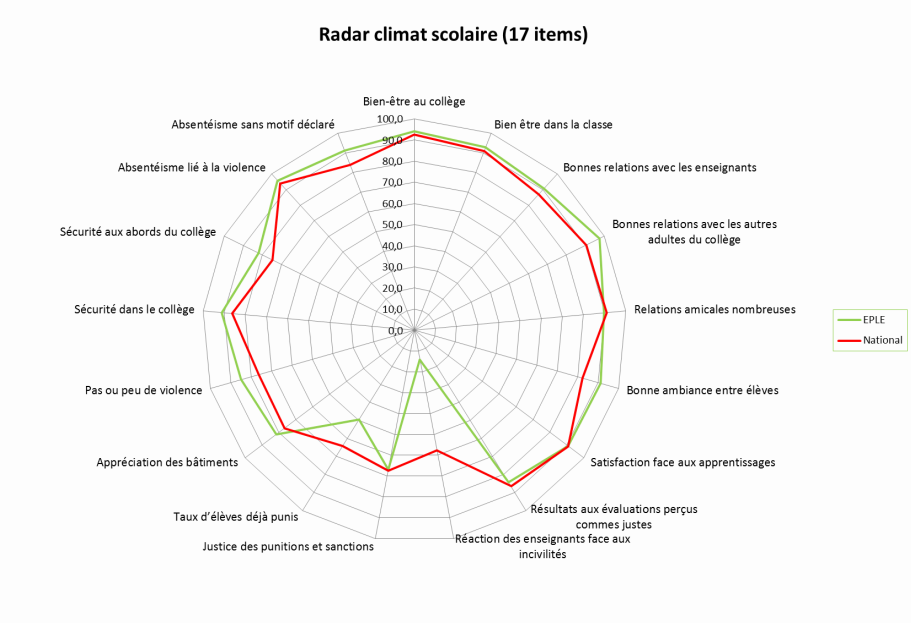 Radar climat scolaire (17 items)
Bien-être au collège
Bien être dans la classe
Bonnes relations avec les enseignants
Bonnes relations avec les autres
adultes du collège
Relations amicales nombreuses
Bonne ambiance entre élèves
Satisfaction face aux apprentissages
Résultats aux évaluations perçus
commes justes
Réaction des enseignants face aux
incivilités
Justice des punitions et sanctions
Taux d'élèves déjà punis
Appréciation des bâtiments
Pas ou peu de violence
Sécurité dans le collège
Sécurité aux abords du collège
Absentéisme lié à la violence
Absentéisme sans motif déclaré
100,0
90,0
80,0
70,0
60,0
50,0
40,0
30,0
20,0
10,0
0,0
EPLE
National